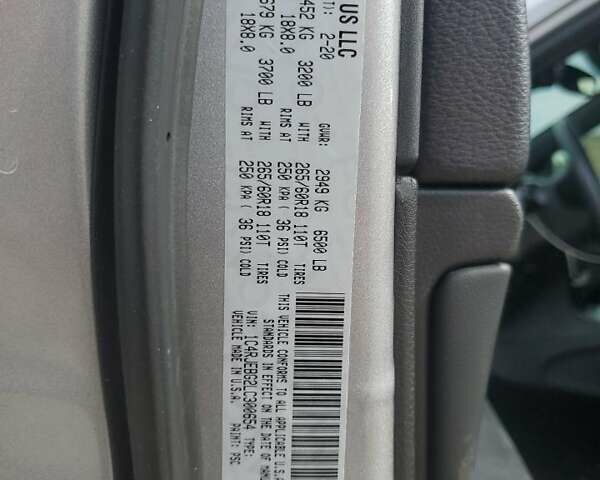 US LLC
TI: 2-20 GVWR: 2949 KG 6500 LB
452 KG 3200 LB WITH 265/60R18 110T TIRES
18X8.0 RIMS AT 250 KPA ( 36 PSI) COLD
679 KG 3700 LB WITH 265/60R18 110T TIRES
18X8.0 RIMS AT 250 KPA ( 36 PSI) COLD
THIS VEHICLE CONFORMS TO ALL APPLICABLE U.S.A.
STANDARDS IN EFFECT ON THE DATE OF MANU
VIN: 1C4RJEBG2LC300654 TYPE:
MADE IN U.S.A. PAINT: PSC